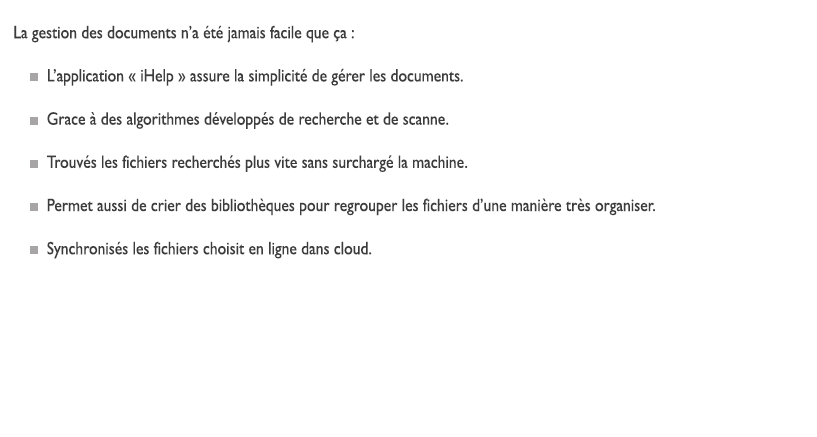 La gestion des documents n’a été jamais facile que ça :
▪ L’application « iHelp » assure la simplicité de gérer les documents.
▪ Grace à des algorithmes développés de recherche et de scanne.
▪ Trouvés les fichiers recherchés plus vite sans surchargé la machine.
▪ Permet aussi de crier des bibliothèques pour regrouper les fichiers d’une manière très organiser.
▪ Synchronisés les fichiers choisit en ligne dans cloud.